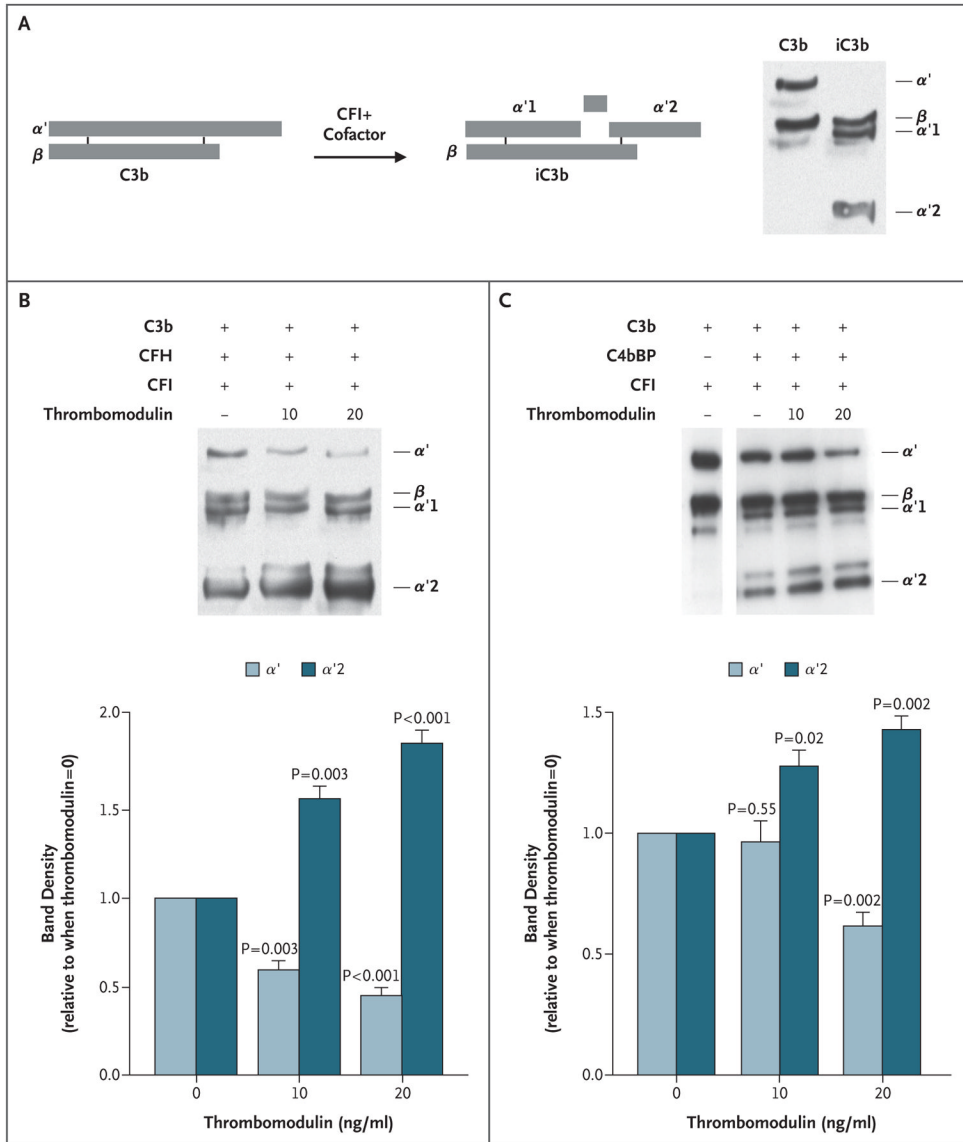 A
C3b iC3b
α'
β
α'1
α'2
α'
β
C3b
CFI+
Cofactor
α'1 α'2
β
iC3b
B
C3b + + +
CFH + + +
CFI + + +
Thrombomodulin – 10 20
α'
β
α'1
α'2
α' α'2
Band Density
(relative to when thrombomodulin=0)
2.0
1.5
1.0
0.5
0.0
P=0.003
P=0.003
P<0.001
P<0.001
0 10 20
Thrombomodulin (ng/ml)
C
C3b + + + +
C4bBP – + + +
CFI + + + +
Thrombomodulin – – 10 20
α'
β
α'1
α'2
α' α'2
Band Density
(relative to when thrombomodulin=0)
1.5
1.0
0.5
0.0
P=0.55
P=0.02
P=0.002
P=0.002
0 10 20
Thrombomodulin (ng/ml)